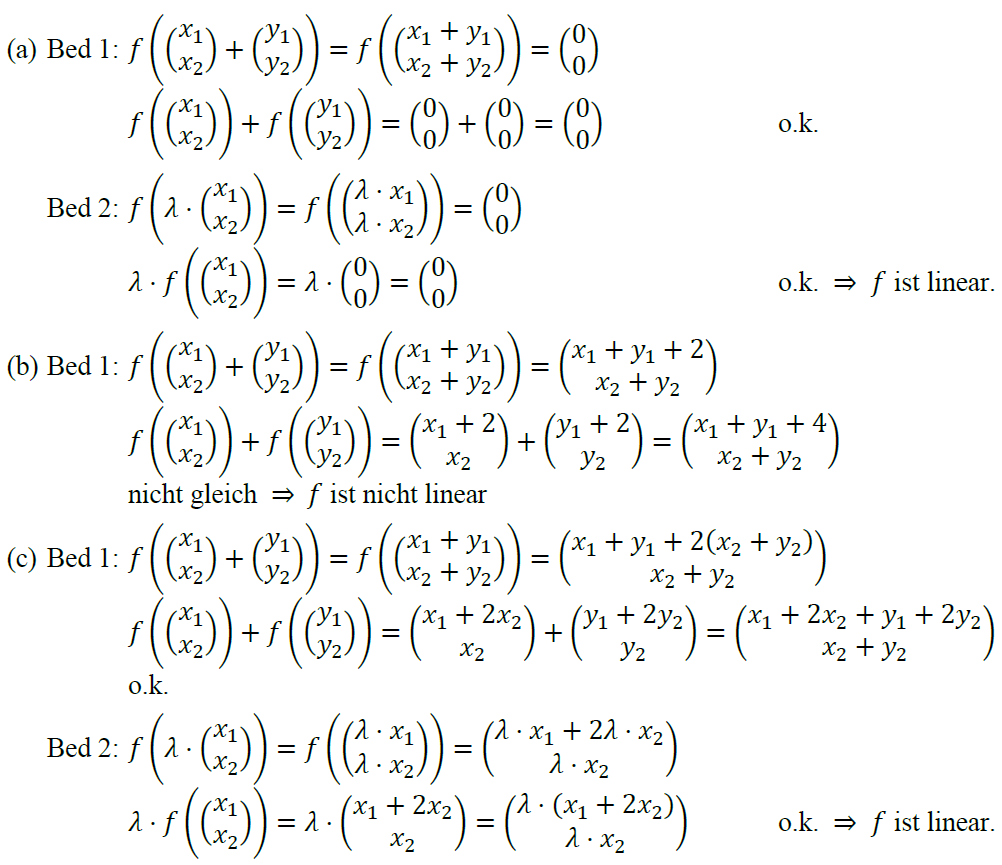 (a) Bed 1: f((x₁ x₂) + (y₁ y₂)) = f((x₁ + y₁ x₂ + y₂)) = (0 0)
f((x₁ x₂)) + f((y₁ y₂)) = (0 0) + (0 0) = (0 0) o.k.
Bed 2: f(λ · (x₁ x₂)) = f((λ · x₁ λ · x₂)) = (0 0)
λ · f((x₁ x₂)) = λ · (0 0) = (0 0) o.k. ⇒ f ist linear.
(b) Bed 1: f((x₁ x₂) + (y₁ y₂)) = f((x₁ + y₁ x₂ + y₂)) = (x₁ + y₁ + 2 x₂ + y₂)
f((x₁ x₂)) + f((y₁ y₂)) = (x₁ + 2 x₂) + (y₁ + 2 y₂) = (x₁ + y₁ + 4 x₂ + y₂)
nicht gleich ⇒ f ist nicht linear
(c) Bed 1: f((x₁ x₂) + (y₁ y₂)) = f((x₁ + y₁ x₂ + y₂)) = (x₁ + y₁ + 2(x₂ + y₂) x₂ + y₂)
f((x₁ x₂)) + f((y₁ y₂)) = (x₁ + 2x₂ x₂) + (y₁ + 2y₂ y₂) = (x₁ + 2x₂ + y₁ + 2y₂ x₂ + y₂)
o.k.
Bed 2: f(λ · (x₁ x₂)) = f((λ · x₁ λ · x₂)) = (λ · x₁ + 2λ · x₂ λ · x₂)
λ · f((x₁ x₂)) = λ · (x₁ + 2x₂ x₂) = (λ · (x₁ + 2x₂) λ · x₂) o.k. ⇒ f ist linear.